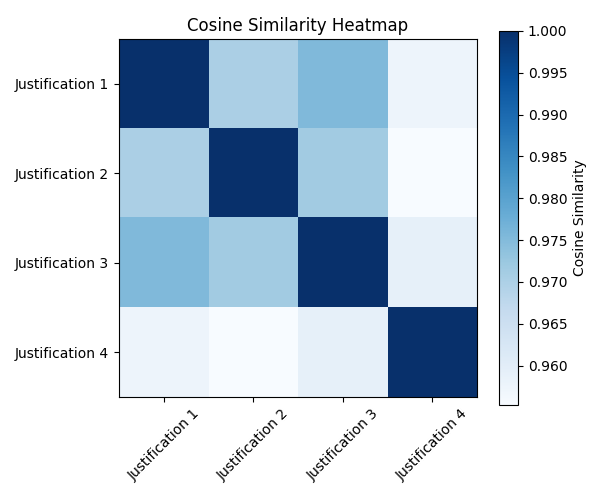 Cosine Similarity Heatmap
Justification 1
Justification 2
Justification 3
Justification 4
Justification 1
Justification 2
Justification 3
Justification 4
1.000
0.995
0.990
0.985
0.980
0.975
0.970
0.965
0.960
Cosine Similarity